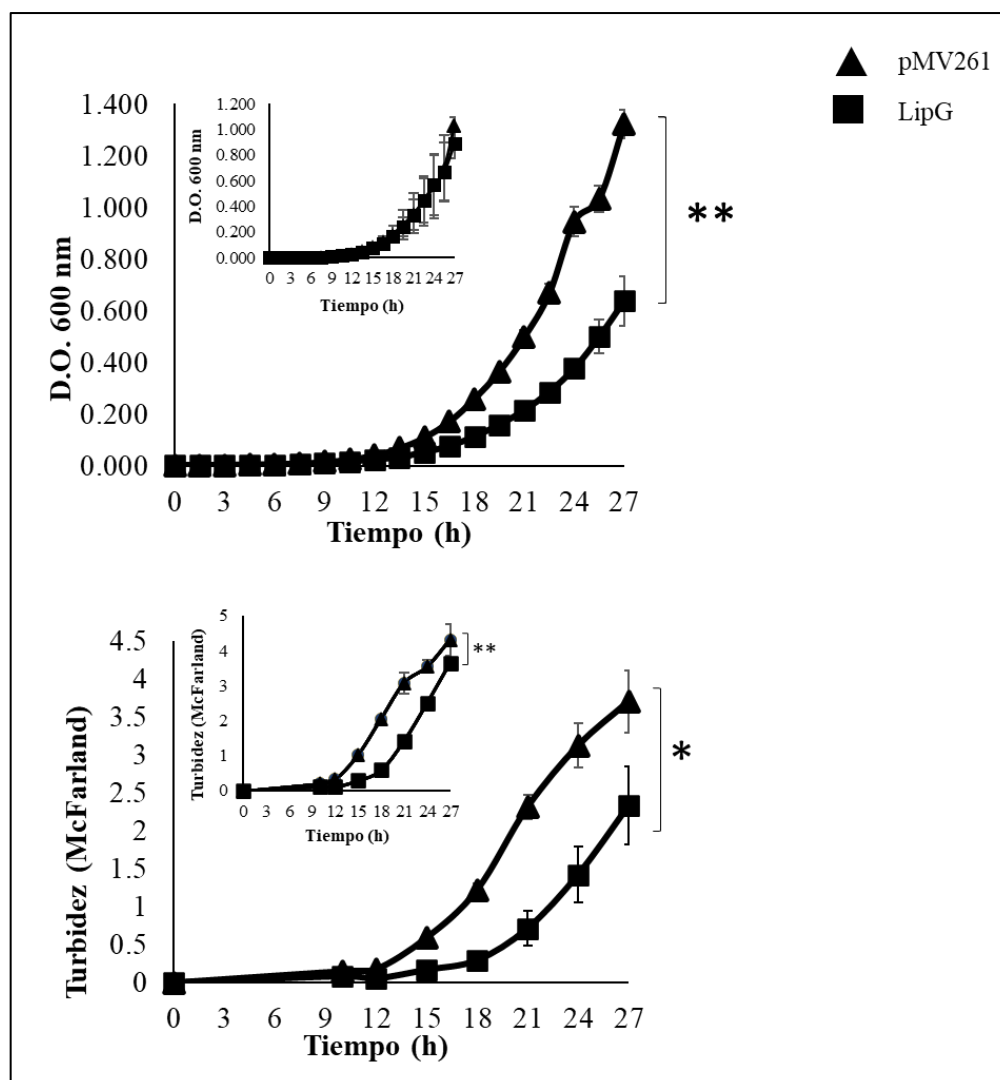 pMV261
LipG
D.O. 600 nm
1.400
1.200
1.000
0.800
0.600
0.400
0.200
0.000
0 3 6 9 12 15 18 21 24 27
Tiempo (h)
**
D.O. 600 nm
1.200
1.000
0.800
0.600
0.400
0.200
0.000
0 3 6 9 12 15 18 21 24 27
Tiempo (h)
Turbidez (McFarland)
4.5
4
3.5
3
2.5
2
1.5
1
0.5
0
0 3 6 9 12 15 18 21 24 27
Tiempo (h)
*
Turbidez (McFarland)
5
4
3
2
1
0
0 3 6 9 12 15 18 21 24 27
Tiempo (h)
**